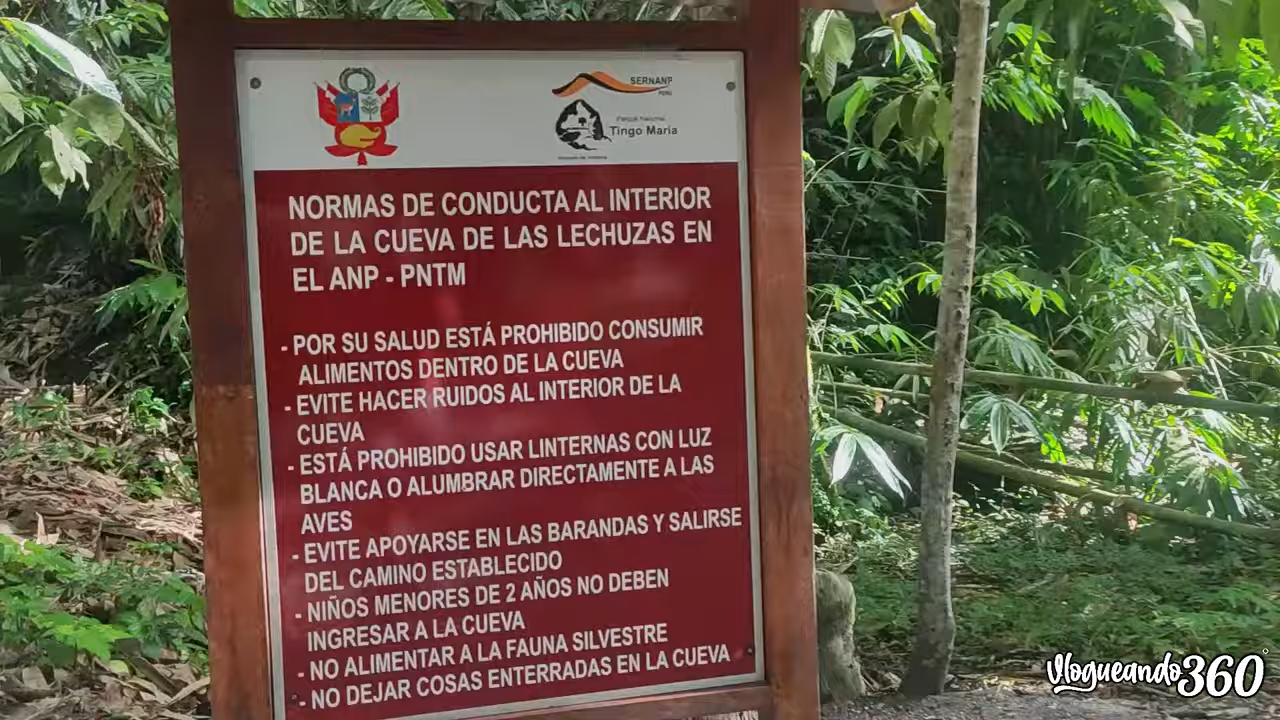 SERNANP
PERÚ
Parque Nacional
Tingo María
NORMAS DE CONDUCTA AL INTERIOR
DE LA CUEVA DE LAS LECHUZAS EN
EL ANP - PNTM
- POR SU SALUD ESTÁ PROHIBIDO CONSUMIR
ALIMENTOS DENTRO DE LA CUEVA
- EVITE HACER RUIDOS AL INTERIOR DE LA
CUEVA
- ESTÁ PROHIBIDO USAR LINTERNAS CON LUZ
BLANCA O ALUMBRAR DIRECTAMENTE A LAS
AVES
- EVITE APOYARSE EN LAS BARANDAS Y SALIRSE
DEL CAMINO ESTABLECIDO
- NIÑOS MENORES DE 2 AÑOS NO DEBEN
INGRESAR A LA CUEVA
- NO ALIMENTAR A LA FAUNA SILVESTRE
- NO DEJAR COSAS ENTERRADAS EN LA CUEVA
Vlogueando360°